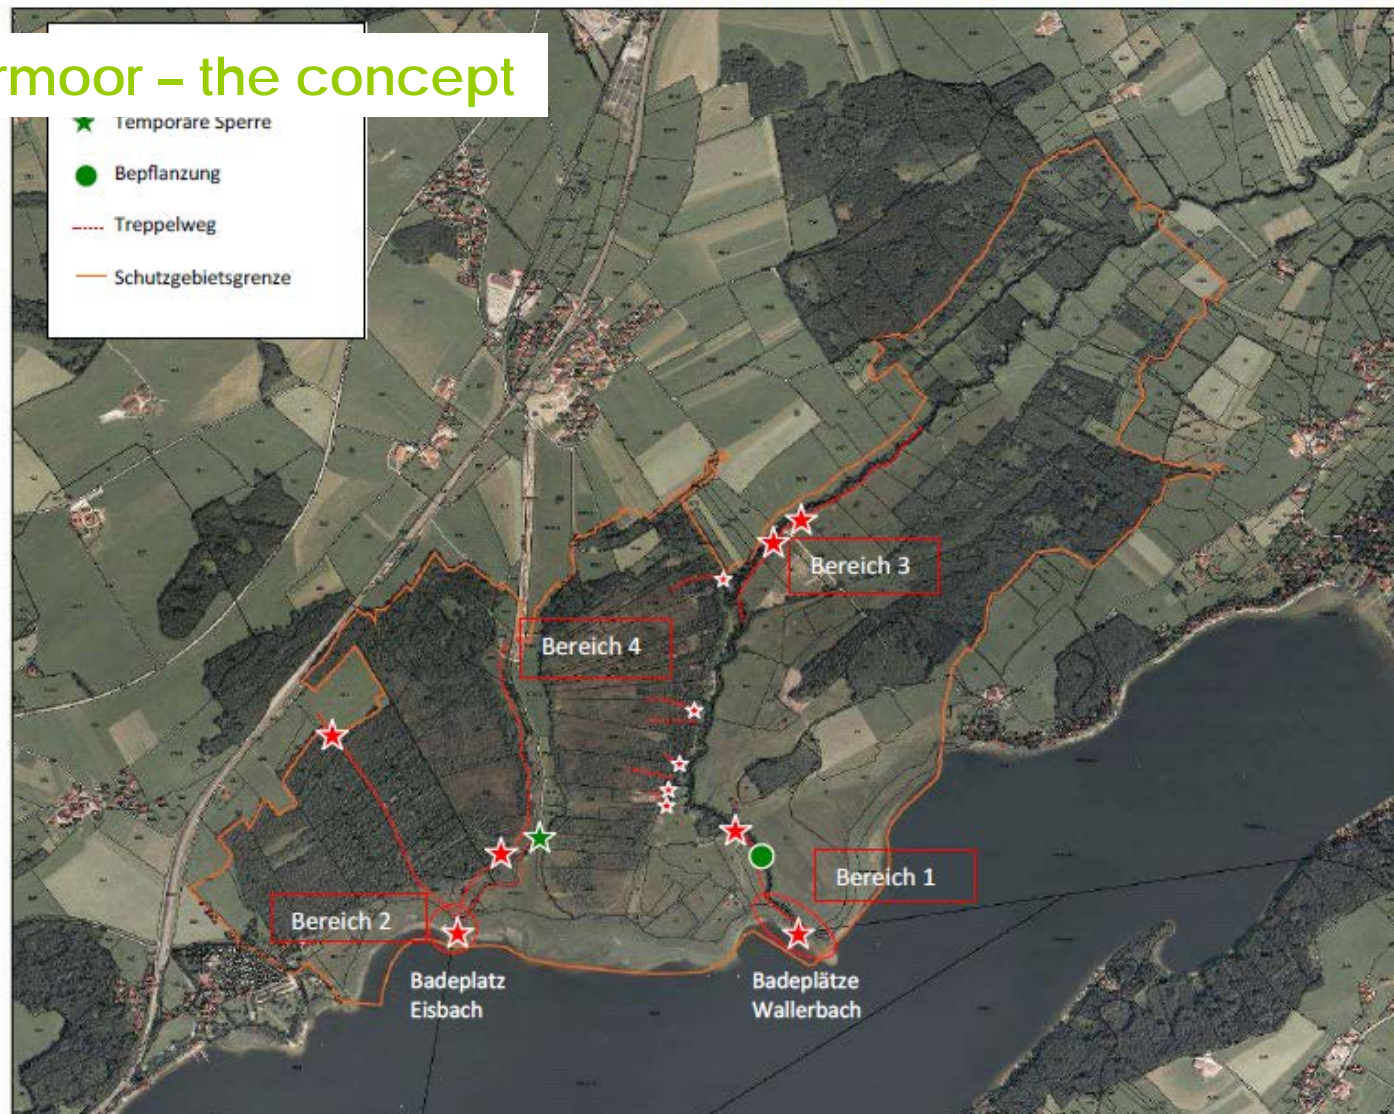 rmoor – the concept
Temporäre Sperre
Bepflanzung
Treppelweg
Schutzgebietsgrenze
Bereich 3
Bereich 4
Bereich 1
Bereich 2
Badeplatz
Eisbach
Badeplätze
Wallerbach